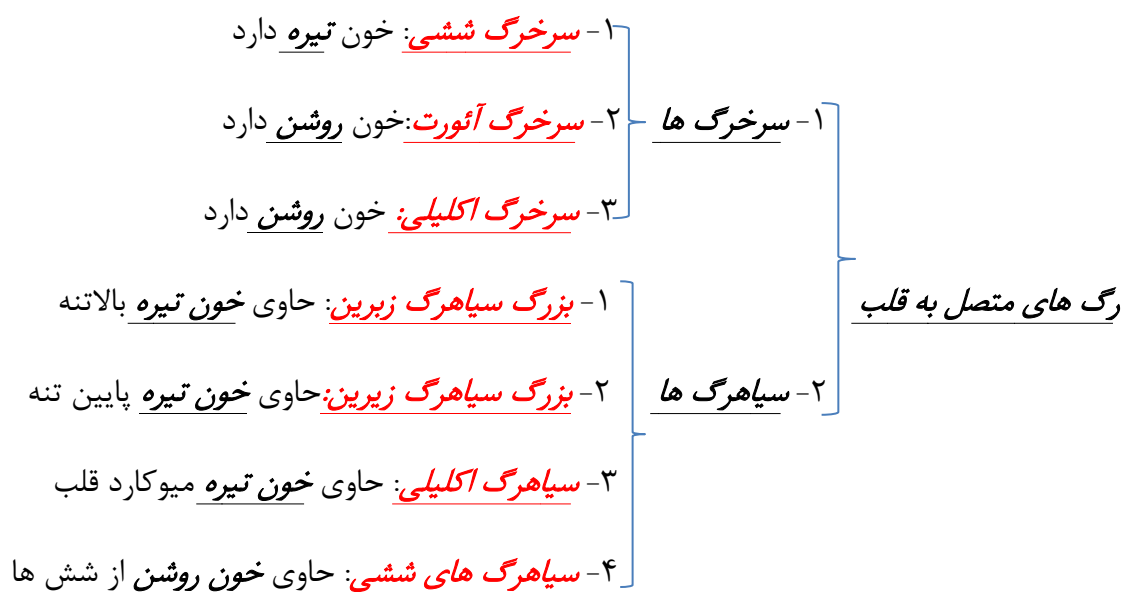 رگ های متصل به قلب
۱- سرخرگ ها
۱- سرخرگ ششی: خون تیره دارد
۲- سرخرگ آئورت:خون روشن دارد
۳- سرخرگ اکلیلی: خون روشن دارد
۲- سیاهرگ ها
۱- بزرگ سیاهرگ زبرین: حاوی خون تیره بالاتنه
۲- بزرگ سیاهرگ زیرین:حاوی خون تیره پایین تنه
۳- سیاهرگ اکلیلی: حاوی خون تیره میوکارد قلب
۴- سیاهرگ های ششی: حاوی خون روشن از شش ها